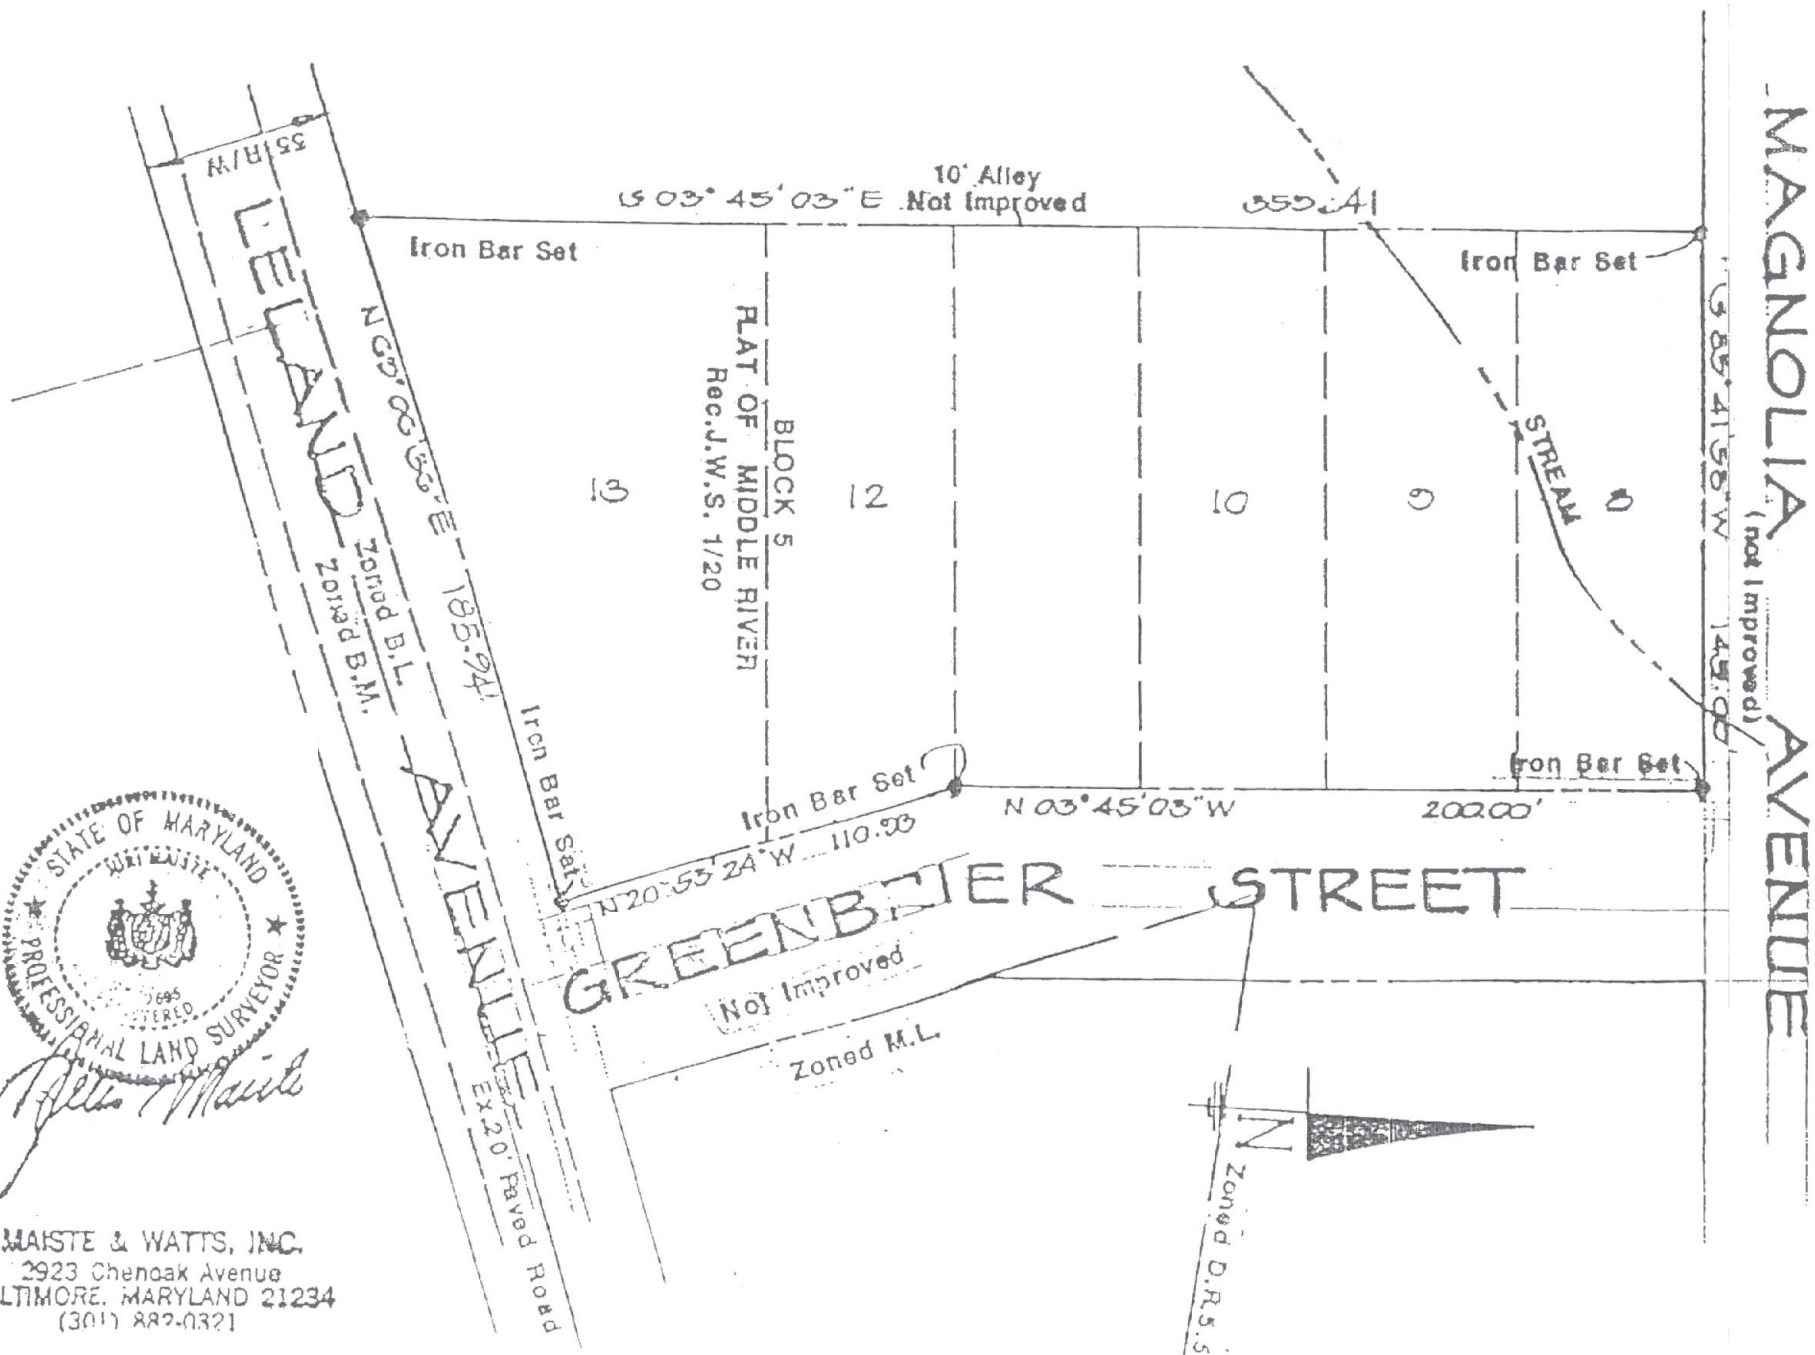 MAGNOLIA AVENUE
(not Improved)
S 85° 41' 58" W 145.00'
10' Alley
S 03° 45' 03" E Not Improved 355.41
Iron Bar Set
Iron Bar Set
55 R/W
LELAND AVENUE
185.94'
Zoned B.L.
Zoned B.M.
Ex 20' Paved Road
BLOCK 5
PLAT OF MIDDLE RIVER
Rec. J.W.S. 1/20
13
12
10
9
8
STREAM
Iron Bar Set
Iron Bar Set
Iron Bar Set
N 03° 45' 03" W 200.00'
N 20° 53' 24" W 110.93
GREENBRIER STREET
Not Improved
Zoned M.L.
N
Zoned D.R. 5.5
STATE OF MARYLAND
PROFESSIONAL LAND SURVEYOR
MAISTE & WATTS, INC.
2923 Chenoak Avenue
LTIMORE, MARYLAND 21234
(301) 882-0321